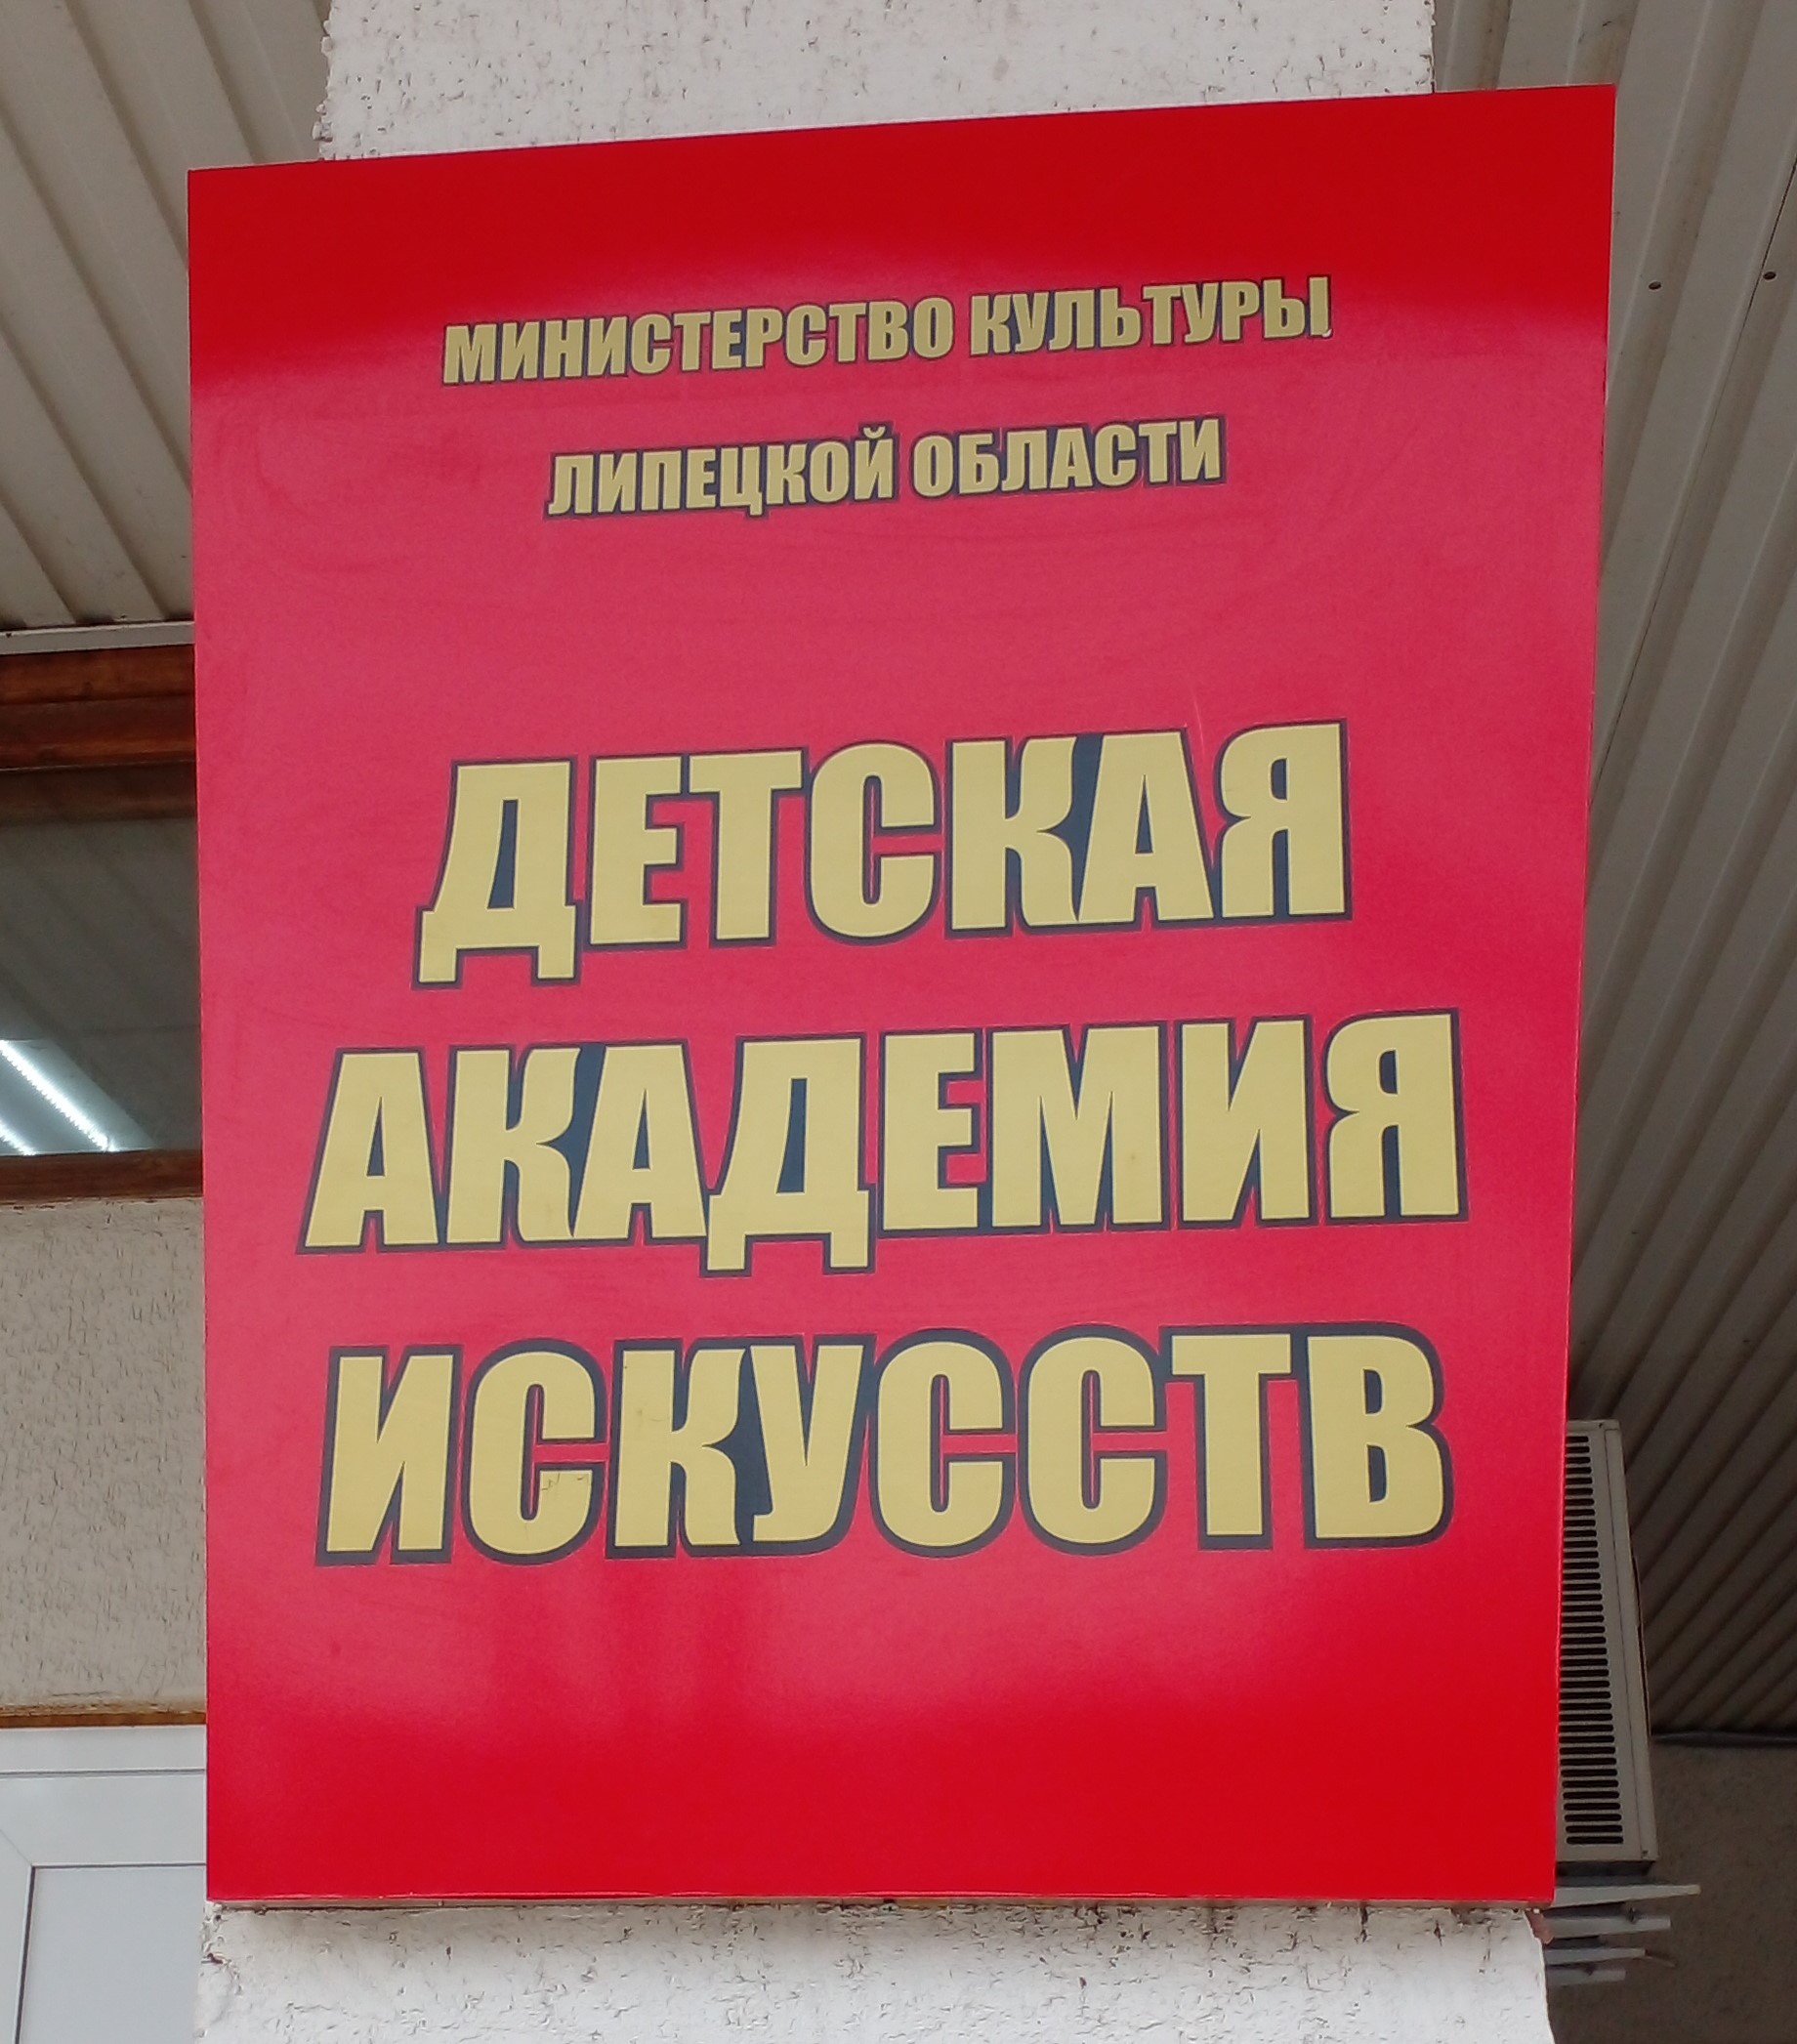 МИНИСТЕРСТВО КУЛЬТУРЫ
ЛИПЕЦКОЙ ОБЛАСТИ
ДЕТСКАЯ
АКАДЕМИЯ
ИСКУССТВ